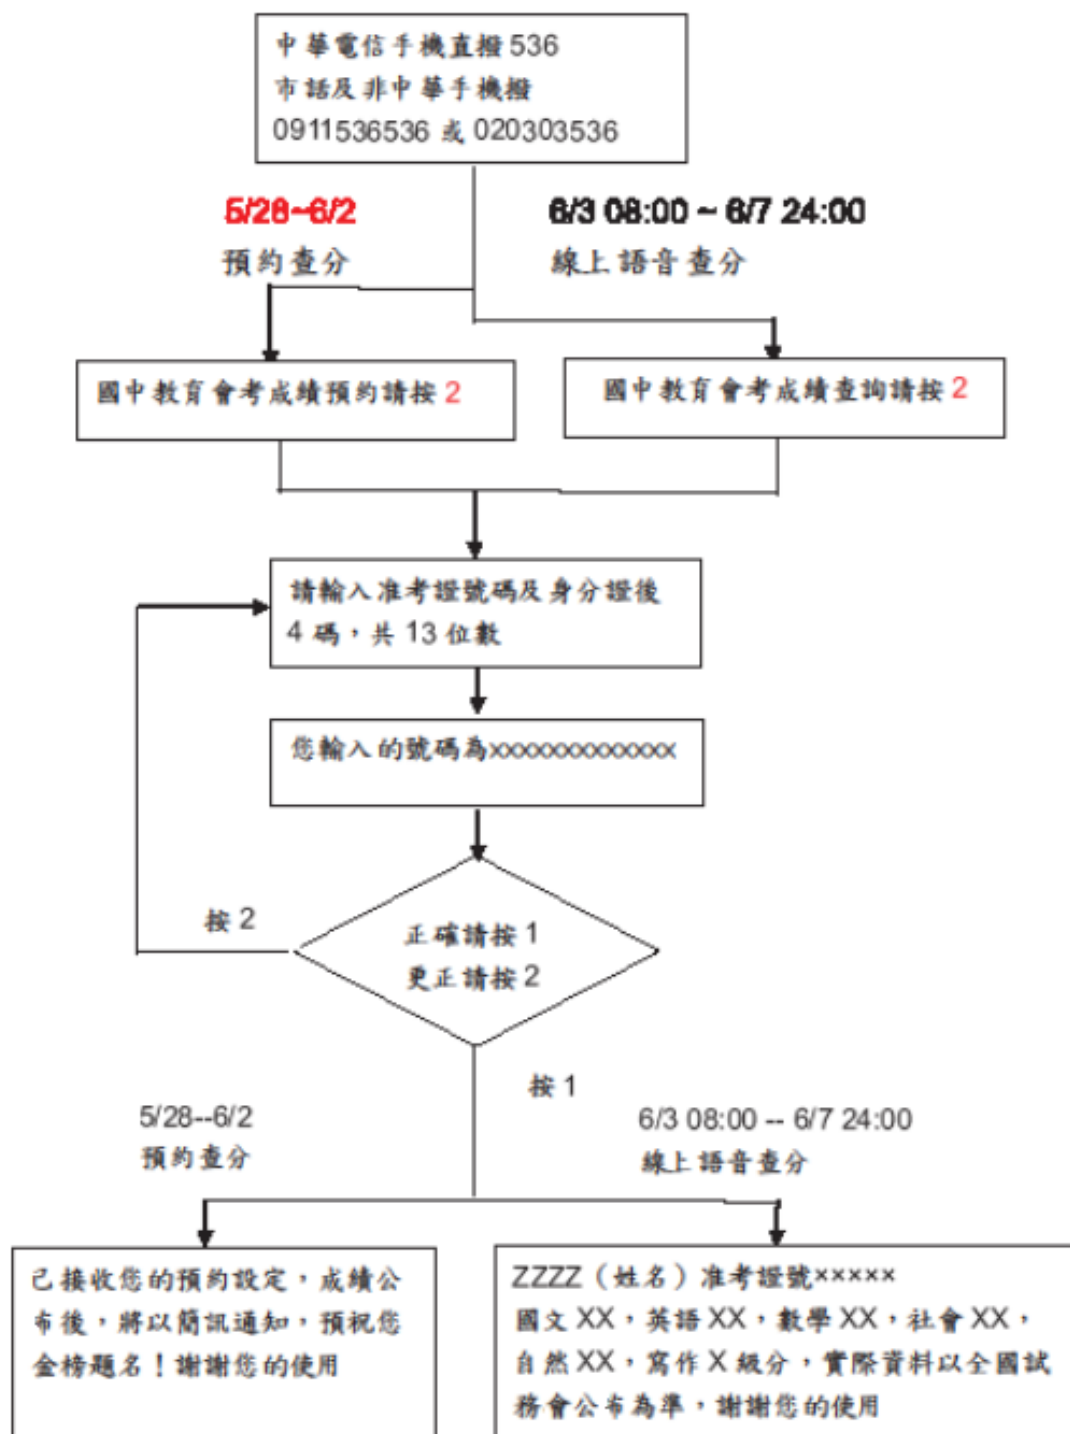 中華電信手機直撥 536
市話及非中華手機撥
0911536536 或 020303536
5/28~6/2
預約查分
6/3 08:00 ~ 6/7 24:00
線上語音查分
國中教育會考成績預約請按 2
國中教育會考成績查詢請按 2
請輸入准考證號碼及身分證後
4 碼，共 13 位數
您輸入的號碼為xxxxxxxxxxxxx
按 2
正確請按 1
更正請按 2
按 1
5/28--6/2
預約查分
6/3 08:00 -- 6/7 24:00
線上語音查分
已接收您的預約設定，成績公
布後，將以簡訊通知，預祝您
金榜題名！謝謝您的使用
ZZZZ（姓名）准考證號×××××
國文 XX，英語 XX，數學 XX，社會 XX，
自然 XX，寫作 X 級分，實際資料以全國試
務會公布為準，謝謝您的使用